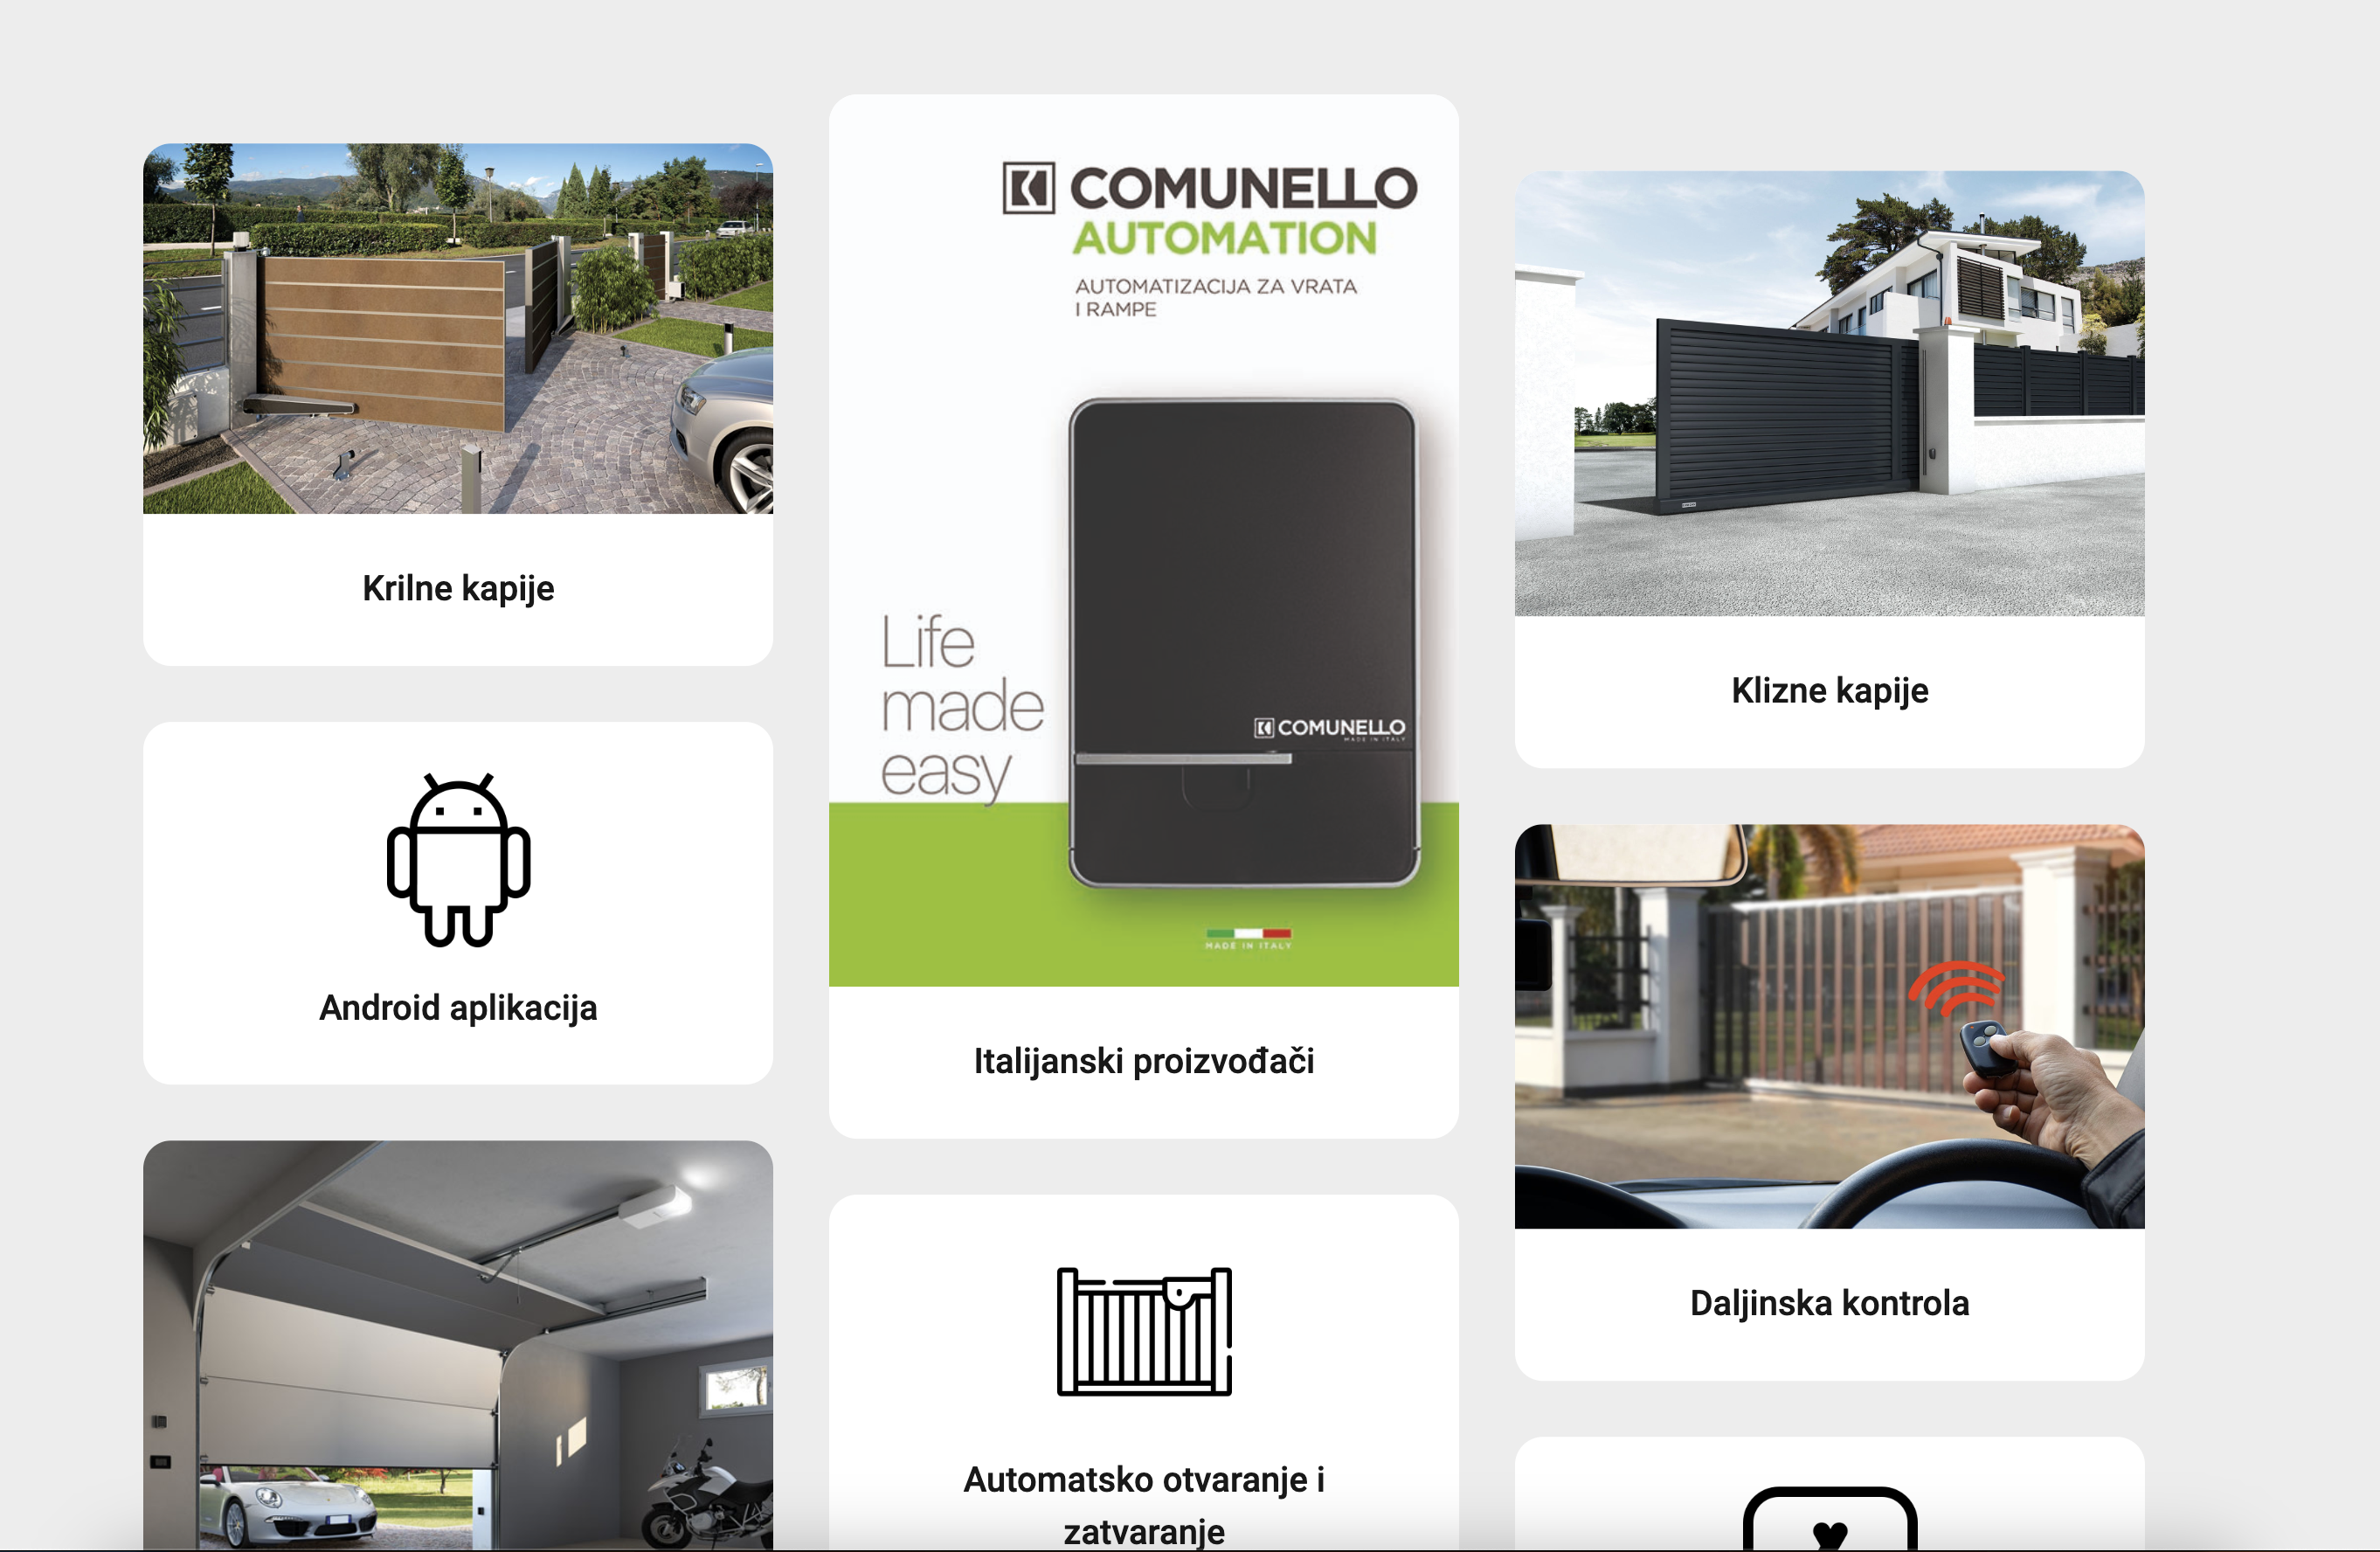 Krilne kapije
Android aplikacija
COMUNELLO
AUTOMATION
AUTOMATIZACIJA ZA VRATA
I RAMPE
Life
made
easy
COMUNELLO
MADE IN ITALY
MADE IN ITALY
Italijanski proizvođači
Automatsko otvaranje i
zatvaranje
Klizne kapije
Daljinska kontrola